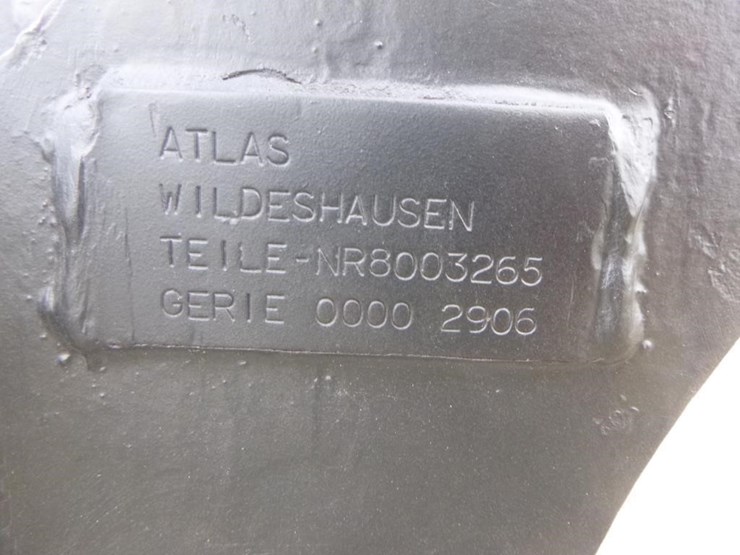 ATLAS
WILDESHAUSEN
TEILE-NR8003265
GERIE 0000 2906